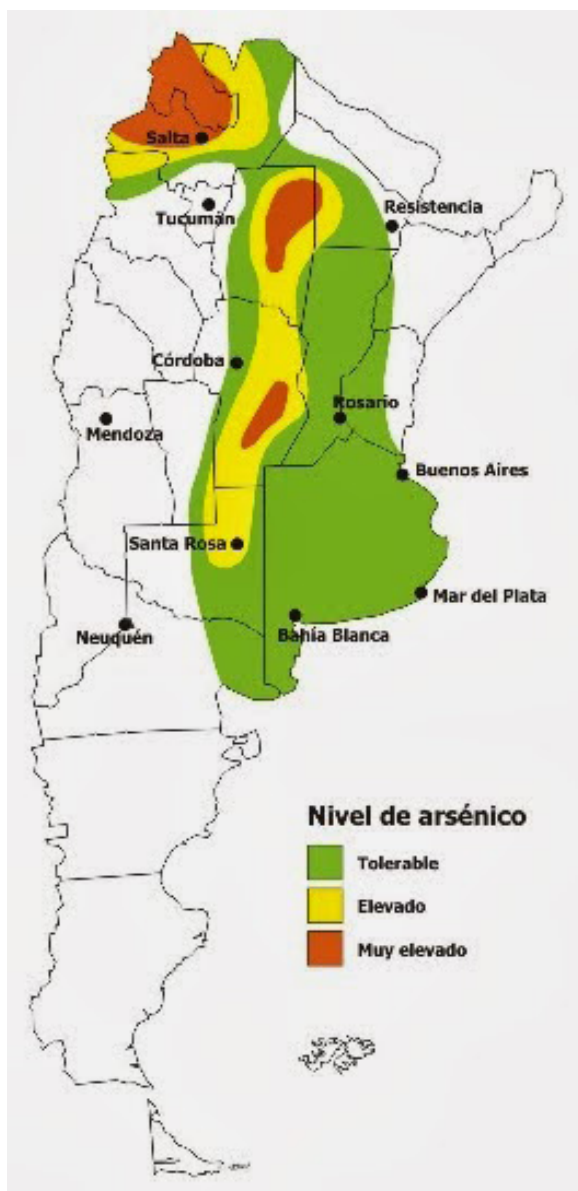 Salta
Tucumán
Resistencia
Córdoba
Rosario
Mendoza
Buenos Aires
Santa Rosa
Mar del Plata
Bahía Blanca
Neuquén
Nivel de arsénico
Tolerable
Elevado
Muy elevado